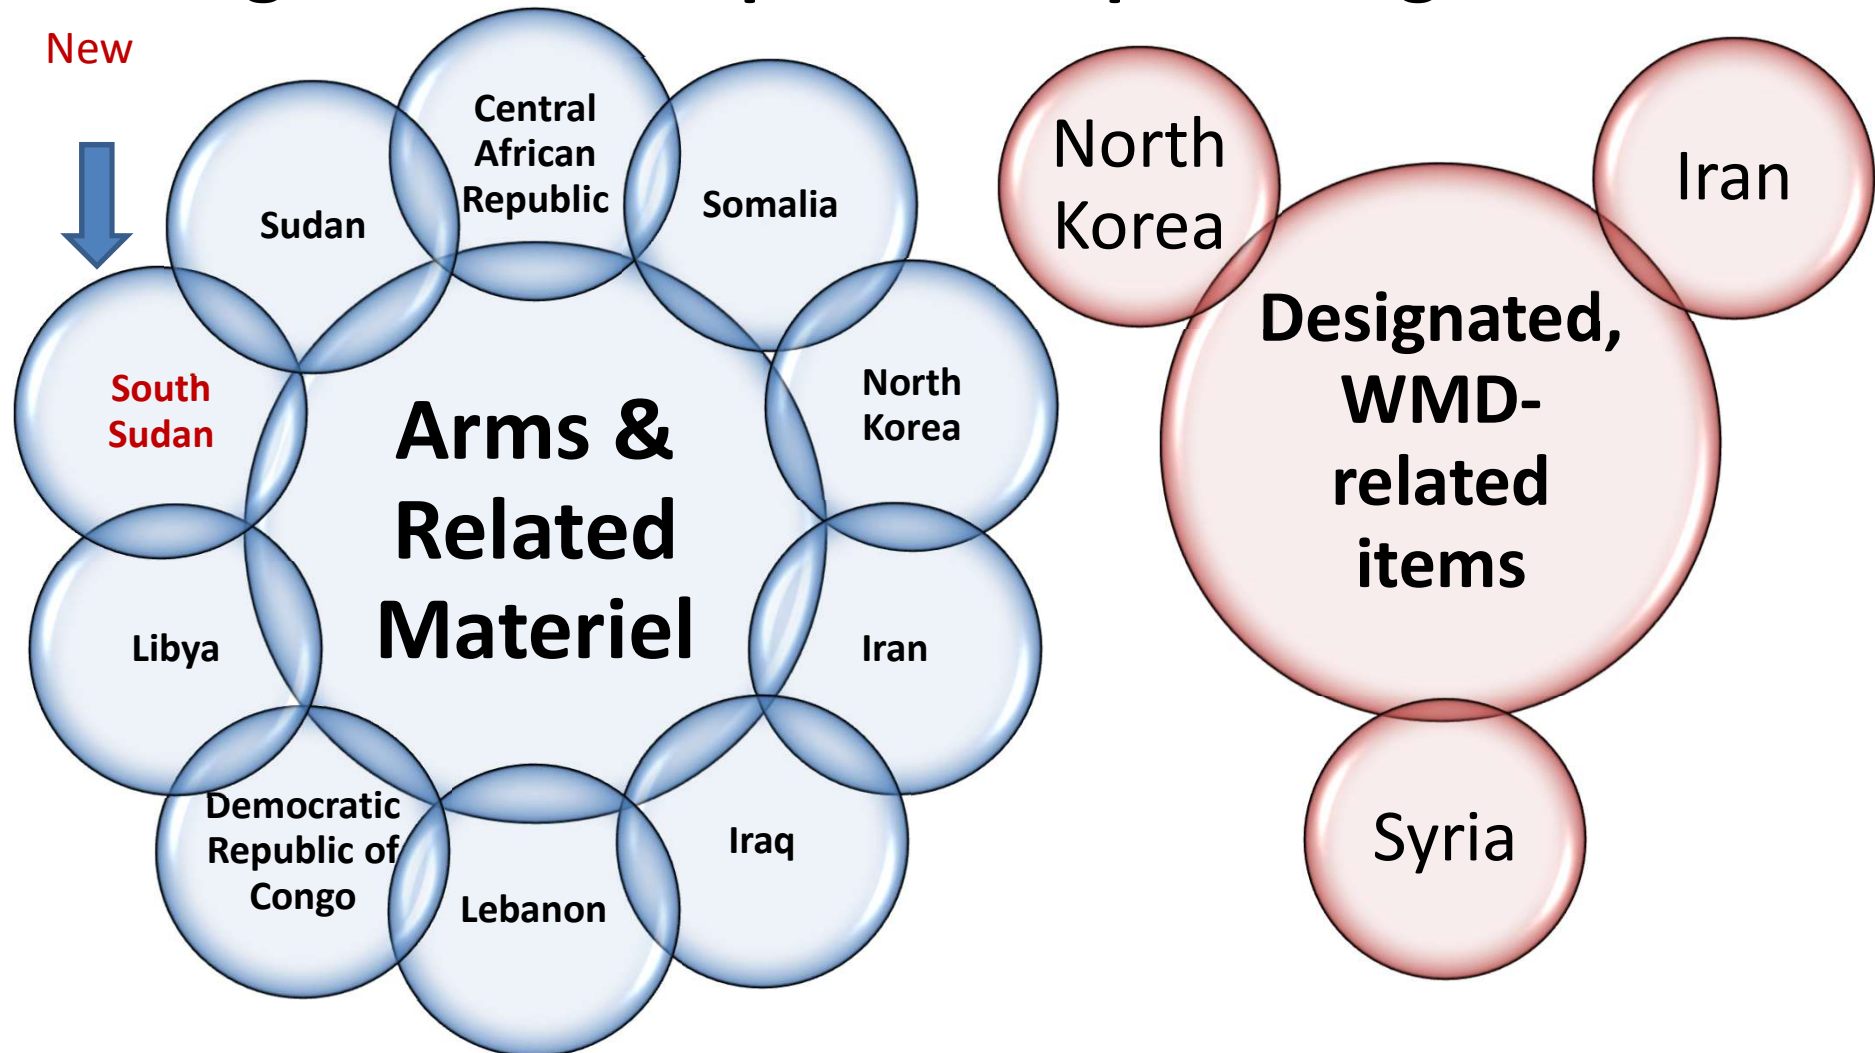 New
Central
African
Republic
Somalia
Sudan
North
Korea
South
Sudan
Arms &
Related
Materiel
Libya
Iran
Democratic
Republic of
Congo
Lebanon
Iraq
North
Korea
Iran
Designated,
WMD-
related
items
Syria